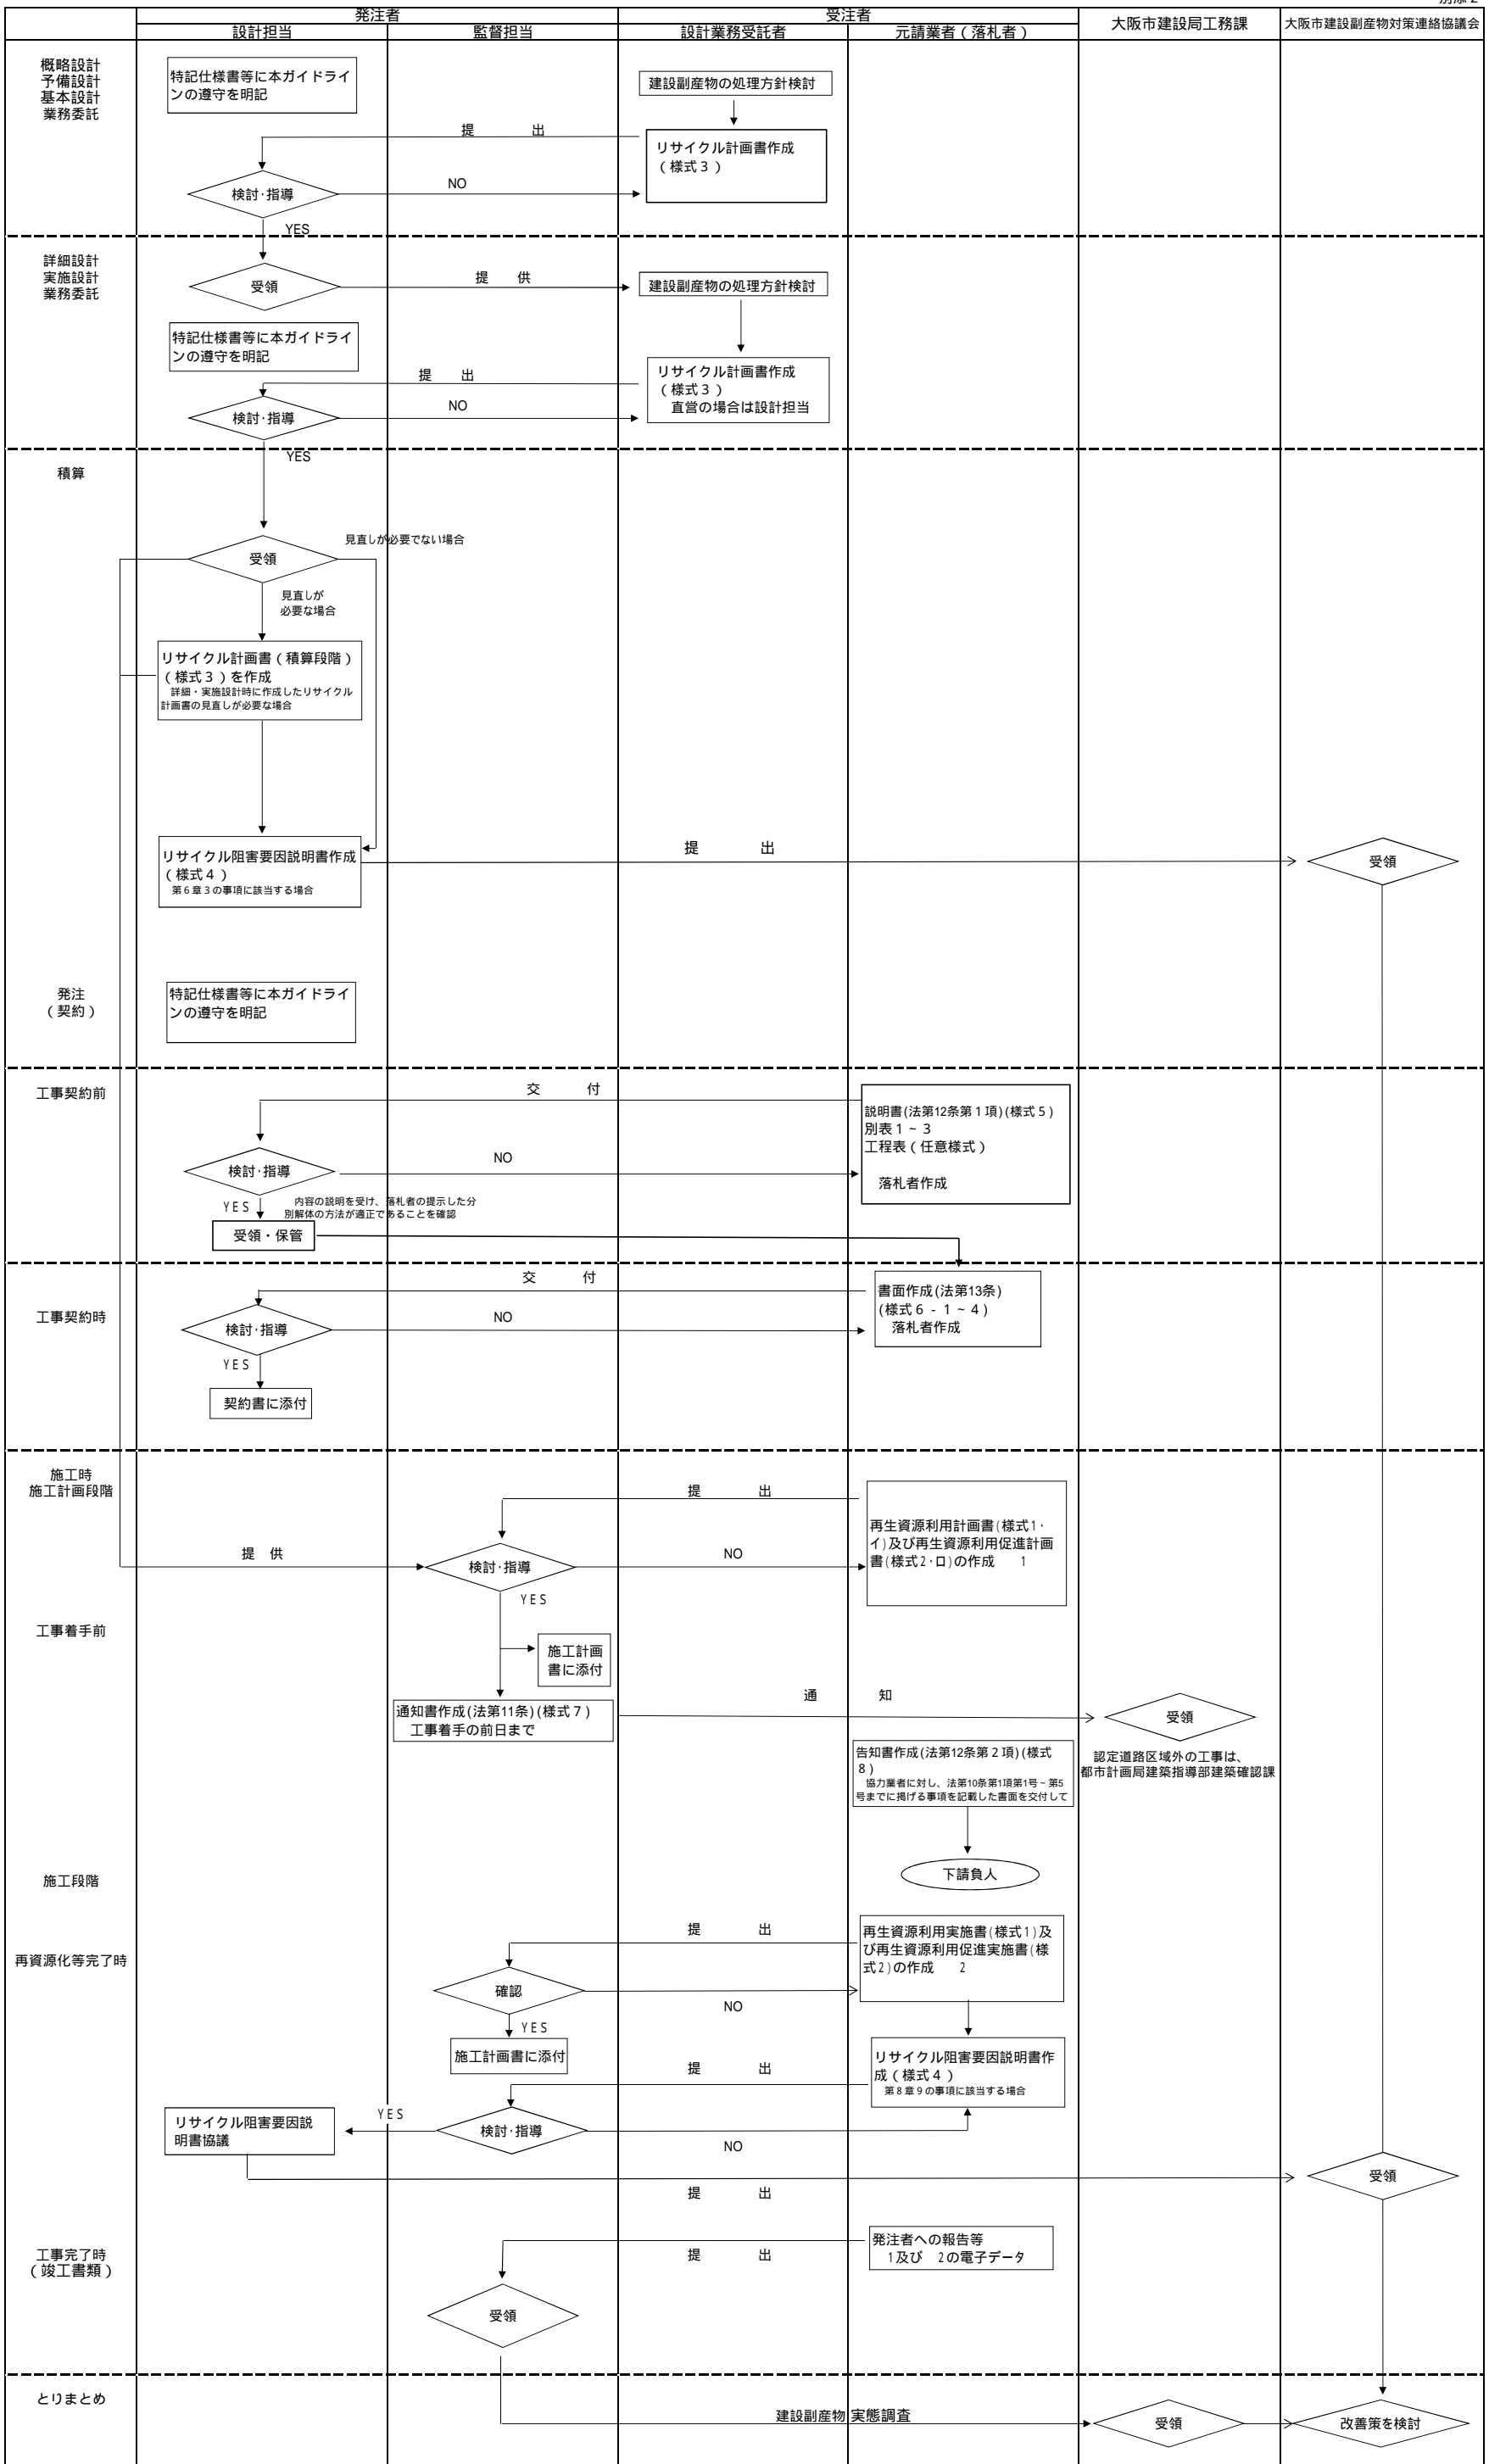 別添2
発注者
受注者
大阪市建設局工務課
大阪市建設副産物対策連絡協議会
設計担当
監督担当
設計業務受託者
元請業者(落札者)
概略設計
予備設計
基本設計
業務委託
特記仕様書等に本ガイドライ
ンの遵守を明記
建設副産物の処理方針検討
提 出
リサイクル計画書作成
(様式3)
検討・指導
NO
YES
詳細設計
実施設計
業務委託
受領
提 供
建設副産物の処理方針検討
特記仕様書等に本ガイドライ
ンの遵守を明記
提 出
リサイクル計画書作成
(様式3)
直営の場合は設計担当
検討・指導
NO
YES
積算
見直しが必要でない場合
受領
見直しが
必要な場合
リサイクル計画書(積算段階)
(様式3)を作成
詳細・実施設計時に作成したリサイクル
計画書の見直しが必要な場合
リサイクル阻害要因説明書作成
(様式4)
第6章3の事項に該当する場合
提 出
受領
発注
(契約)
特記仕様書等に本ガイドライ
ンの遵守を明記
工事契約前
交 付
説明書(法第12条第1項)(様式5)
別表1~3
工程表(任意様式)
落札者作成
検討・指導
NO
YES
内容の説明を受け、落札者の提示した分
別解体の方法が適正であることを確認
受領・保管
交 付
工事契約時
書面作成(法第13条)
(様式6-1~4)
落札者作成
検討・指導
NO
YES
契約書に添付
施工時
施工計画段階
提 出
再生資源利用計画書(様式1・
イ)及び再生資源利用促進計画
書(様式2・ロ)の作成 1
提 供
検討・指導
NO
YES
工事着手前
施工計画
書に添付
通知書作成(法第11条)(様式7)
工事着手の前日まで
通 知
受領
認定道路区域外の工事は、
都市計画局建築指導部建築確認課
告知書作成(法第12条第2項)(様式
8)
協力業者に対し、法第10条第1項第1号~第5
号までに掲げる事項を記載した書面を交付して
下請負人
施工段階
再資源化等完了時
提 出
再生資源利用実施書(様式1)及
び再生資源利用促進実施書(様
式2)の作成 2
確認
NO
YES
施工計画書に添付
提 出
リサイクル阻害要因説明書作
成(様式4)
第8章9の事項に該当する場合
リサイクル阻害要因説
明書協議
YES
検討・指導
NO
提 出
受領
工事完了時
(竣工書類)
提 出
発注者への報告等
1及び 2の電子データ
受領
とりまとめ
建設副産物 実態調査
受領
改善策を検討